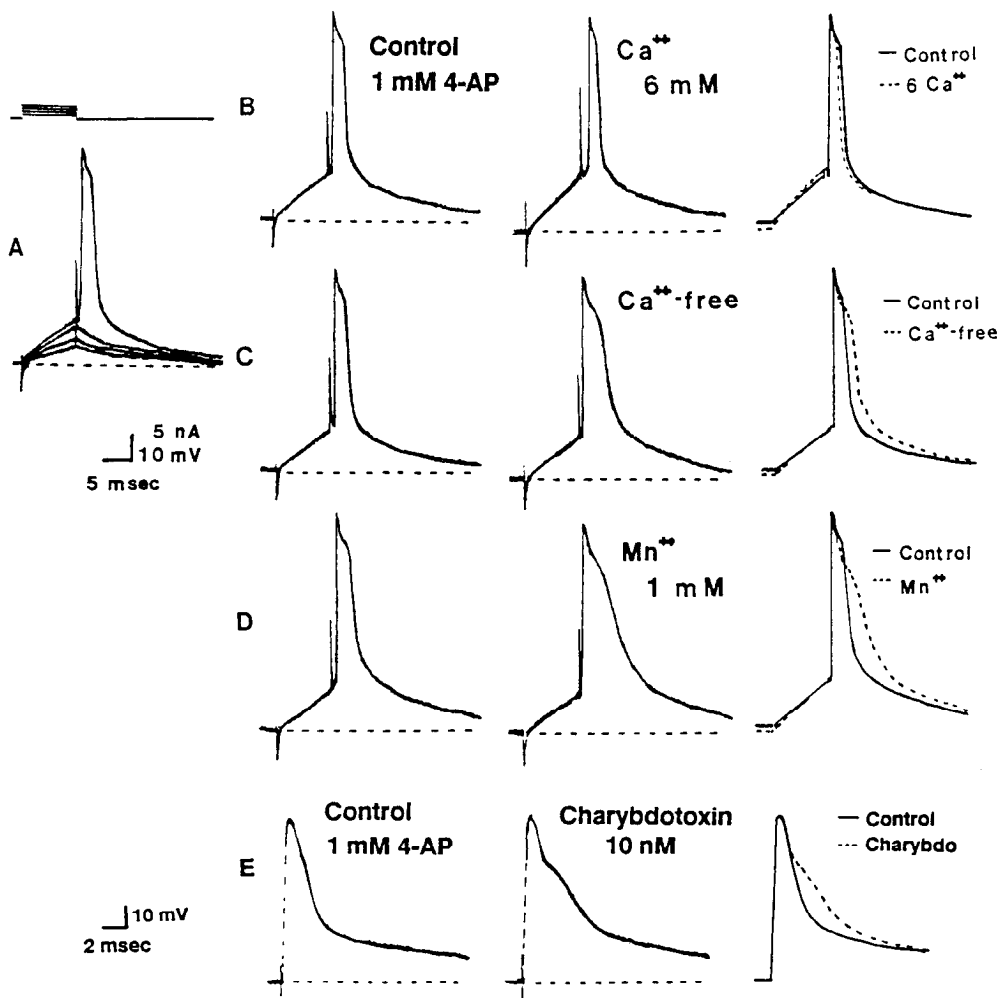 B
Control
1 mM 4-AP
Ca⁺⁺
6 mM
— Control
--- 6 Ca⁺⁺
A
5 nA
10 mV
5 msec
C
Ca⁺⁺-free
— Control
--- Ca⁺⁺-free
D
Mn⁺⁺
1 mM
— Control
--- Mn⁺⁺
E
Control
1 mM 4-AP
Charybdotoxin
10 nM
— Control
--- Charybdo
10 mV
2 msec